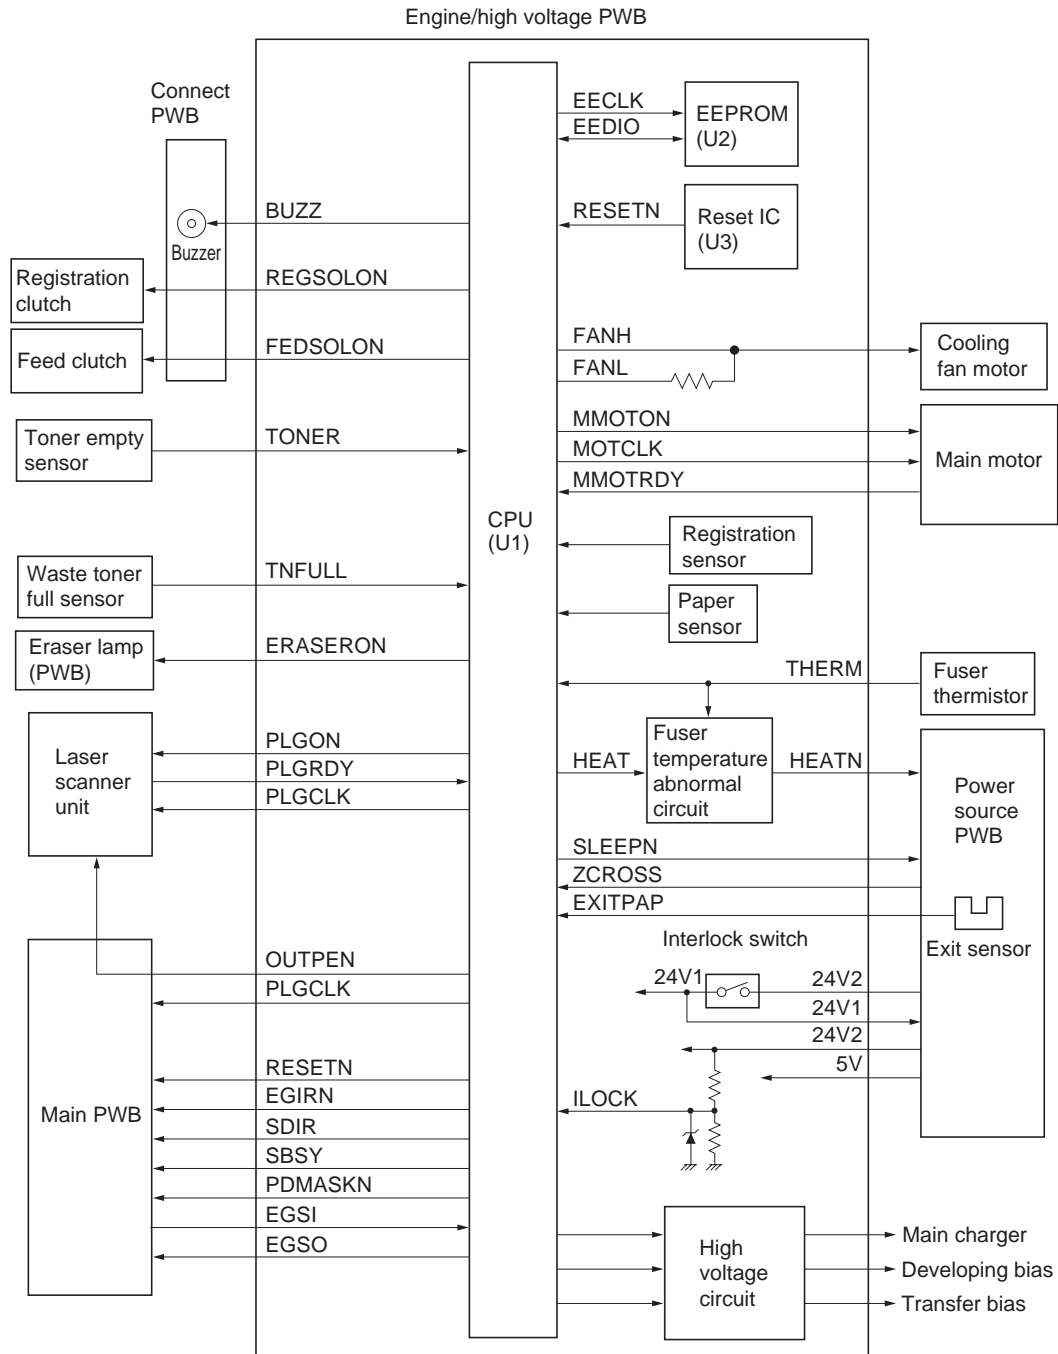 Engine/high voltage PWB
Connect
PWB
Buzzer
BUZZ
Registration
clutch
REGSOLON
Feed clutch
FEDSOLON
Toner empty
sensor
TONER
Waste toner
full sensor
TNFULL
Eraser lamp
(PWB)
ERASERON
Laser
scanner
unit
PLGON
PLGRDY
PLGCLK
Main PWB
OUTPEN
PLGCLK
RESETN
EGIRN
SDIR
SBSY
PDMASKN
EGSI
EGSO
CPU
(U1)
EECLK
EEDIO
EEPROM
(U2)
RESETN
Reset IC
(U3)
FANH
FANL
Cooling
fan motor
MMOTON
MOTCLK
MMOTRDY
Main motor
Registration
sensor
Paper
sensor
THERM
Fuser
thermistor
HEAT
Fuser
temperature
abnormal
circuit
HEATN
Power
source
PWB
SLEEPN
ZCROSS
EXITPAP
Exit sensor
Interlock switch
24V1
24V2
24V1
24V2
5V
ILOCK
High
voltage
circuit
Main charger
Developing bias
Transfer bias